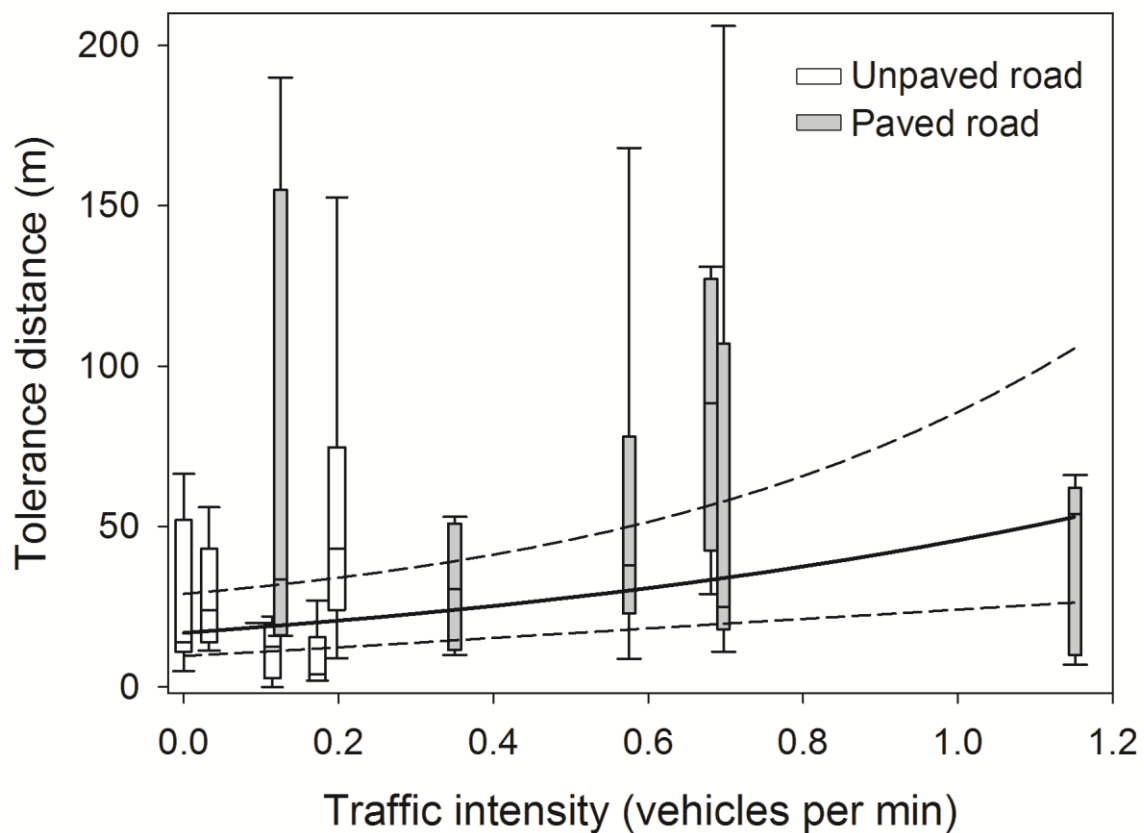 200
150
100
50
0
Tolerance distance (m)
Unpaved road
Paved road
0.0 0.2 0.4 0.6 0.8 1.0 1.2
Traffic intensity (vehicles per min)